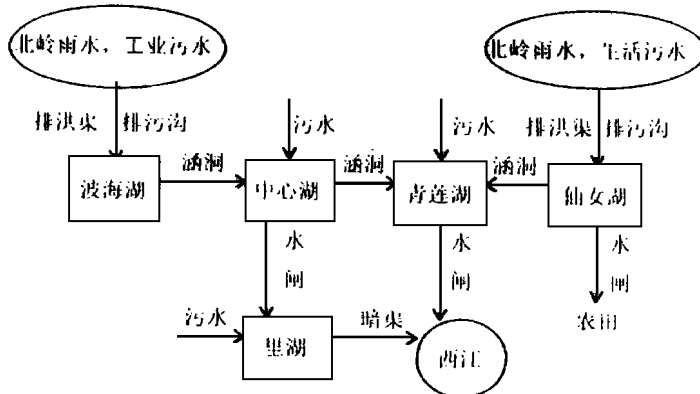 北岭雨水，工业污水
北岭雨水，生活污水
排洪渠
排污沟
污水
污水
排洪渠
排污沟
波海湖
涵洞
中心湖
涵洞
青莲湖
涵洞
仙女湖
水
闸
水
闸
水
闸
农田
污水
里湖
暗渠
西江